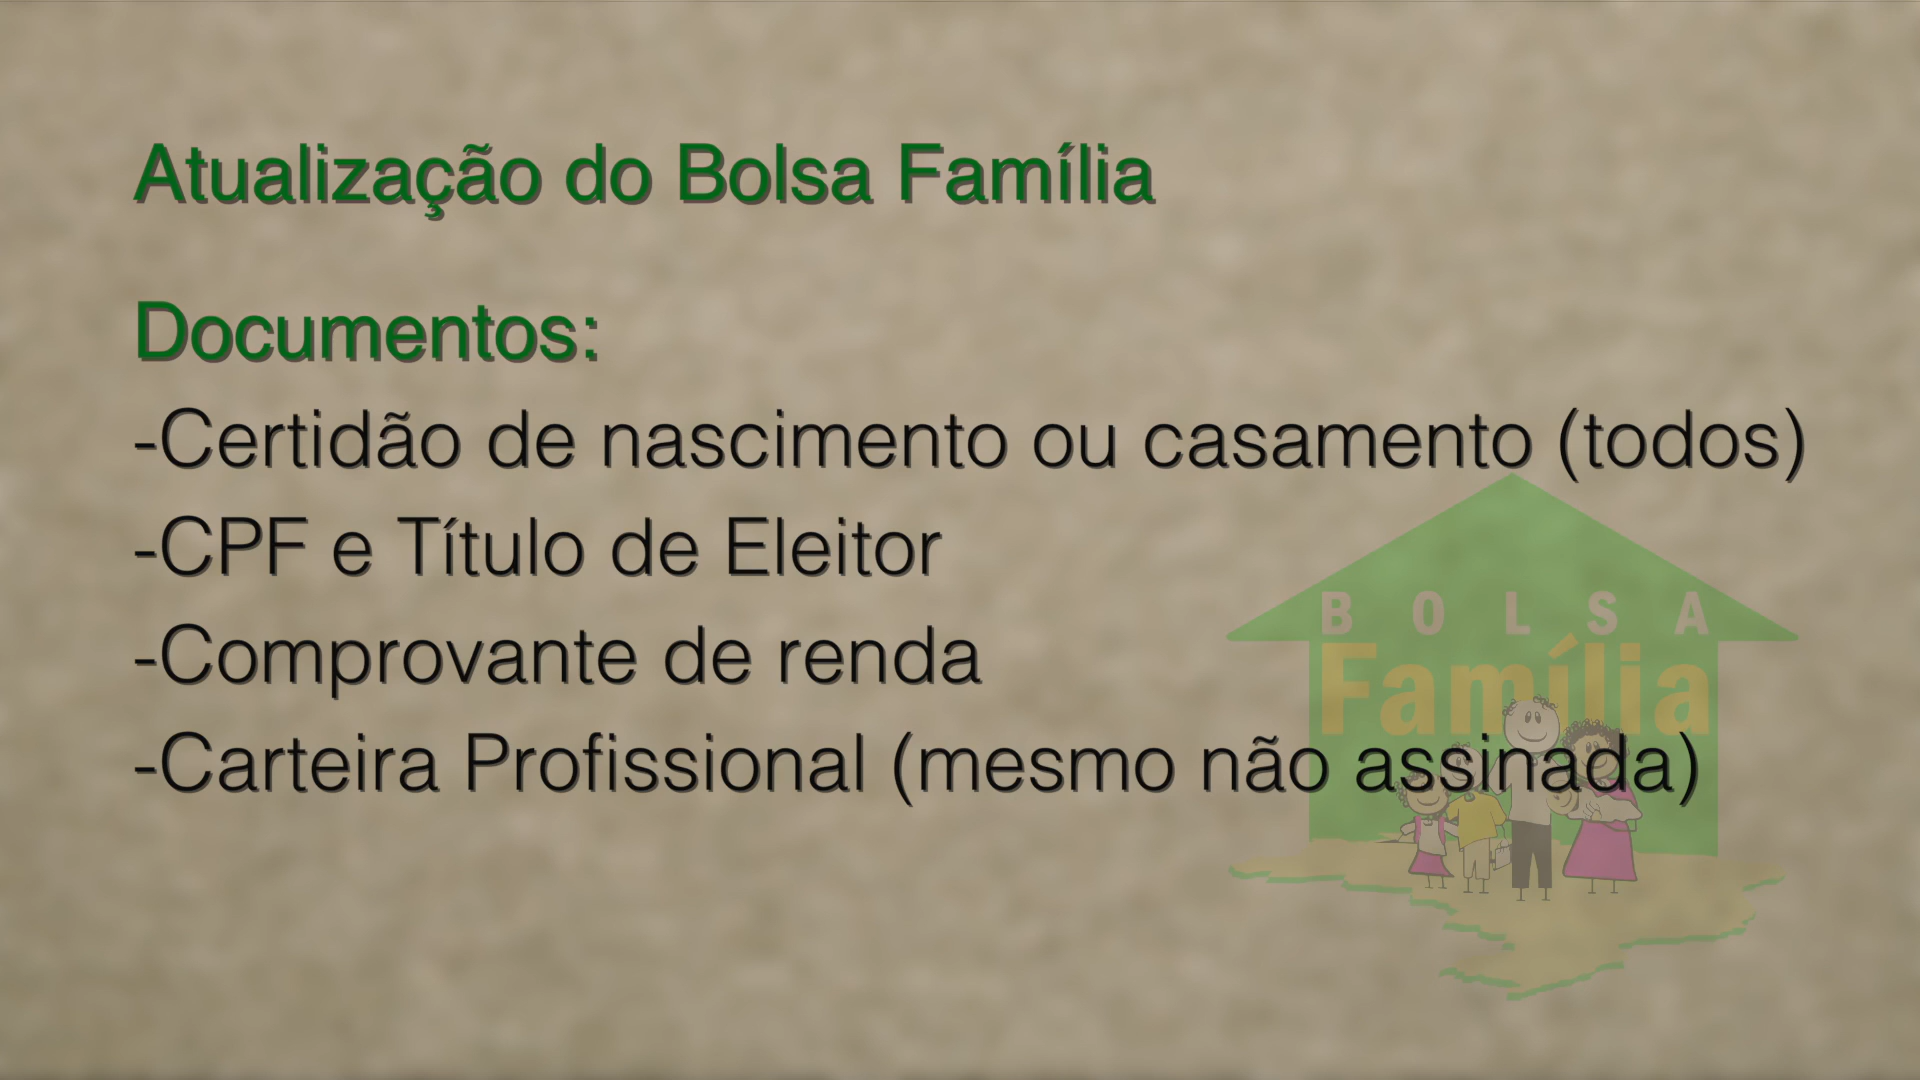 Atualização do Bolsa Família
Documentos:
-Certidão de nascimento ou casamento (todos)
-CPF e Título de Eleitor
-Comprovante de renda
-Carteira Profissional (mesmo não assinada)
BOLSA
Família